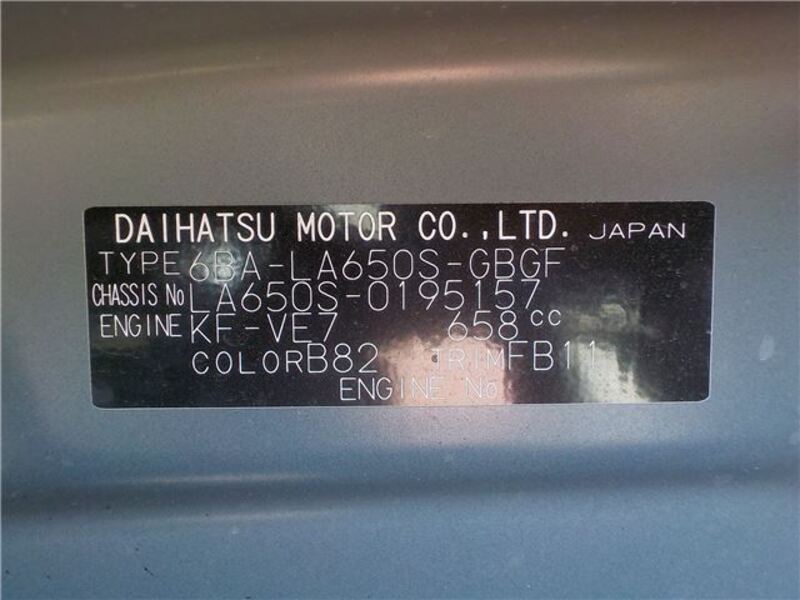 DAIHATSU MOTOR CO.,LTD. JAPAN
TYPE 6BA-LA650S-GBGF
CHASSIS No LA650S-0195157
ENGINE KF-VE7 658cc
COLOR B82 TRIM FB11
ENGINE No